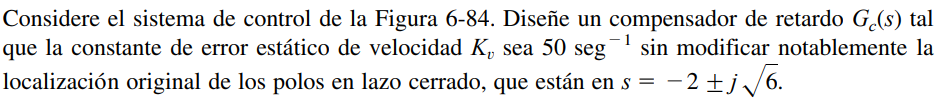 Considere el sistema de control de la Figura 6-84. Diseñe un compensador de retardo G_c(s) tal
que la constante de error estático de velocidad K_v sea 50 seg⁻¹ sin modificar notablemente la
localización original de los polos en lazo cerrado, que están en s = −2 ± j√6.